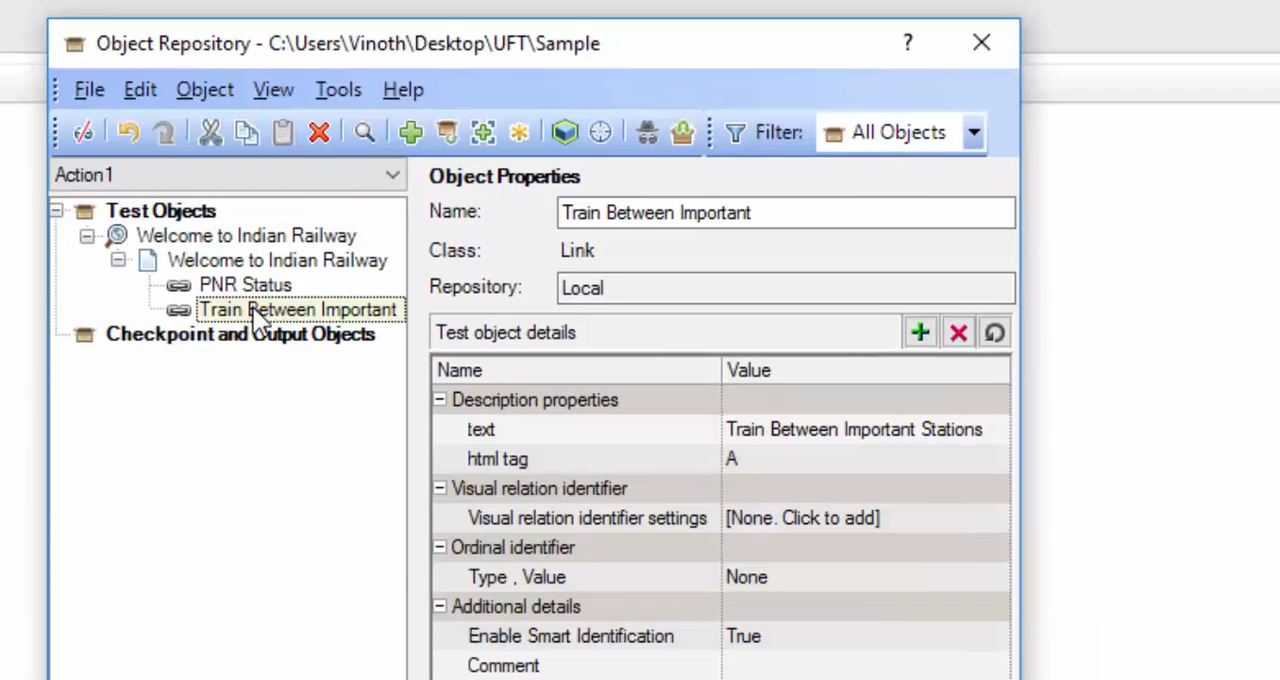 Object Repository - C:\Users\Vinoth\Desktop\UFT\Sample
?
File Edit Object View Tools Help
Filter: All Objects
Action1
Test Objects
Welcome to Indian Railway
Welcome to Indian Railway
PNR Status
Train Between Important
Checkpoint and Output Objects
Object Properties
Name: Train Between Important
Class: Link
Repository: Local
Test object details
Name Value
Description properties
text Train Between Important Stations
html tag A
Visual relation identifier
Visual relation identifier settings [None. Click to add]
Ordinal identifier
Type , Value None
Additional details
Enable Smart Identification True
Comment